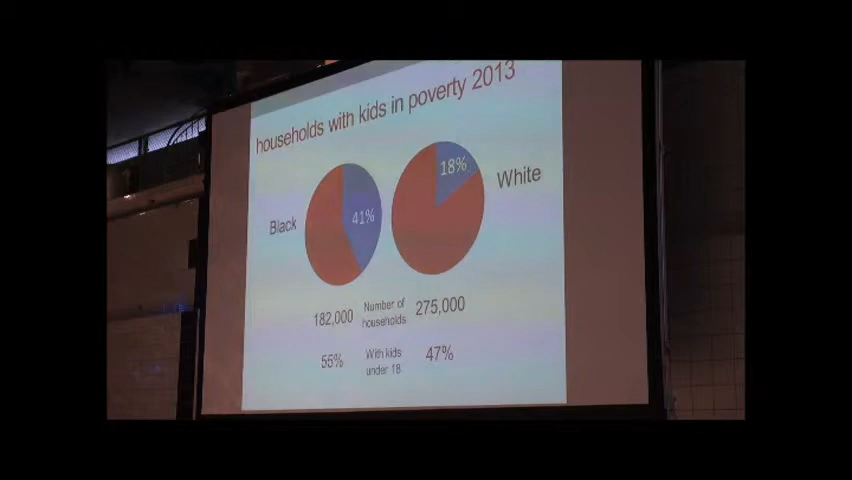 households with kids in poverty 2013
18%
White
41%
Black
182,000
Number of
households
275,000
55%
With kids
under 18
47%